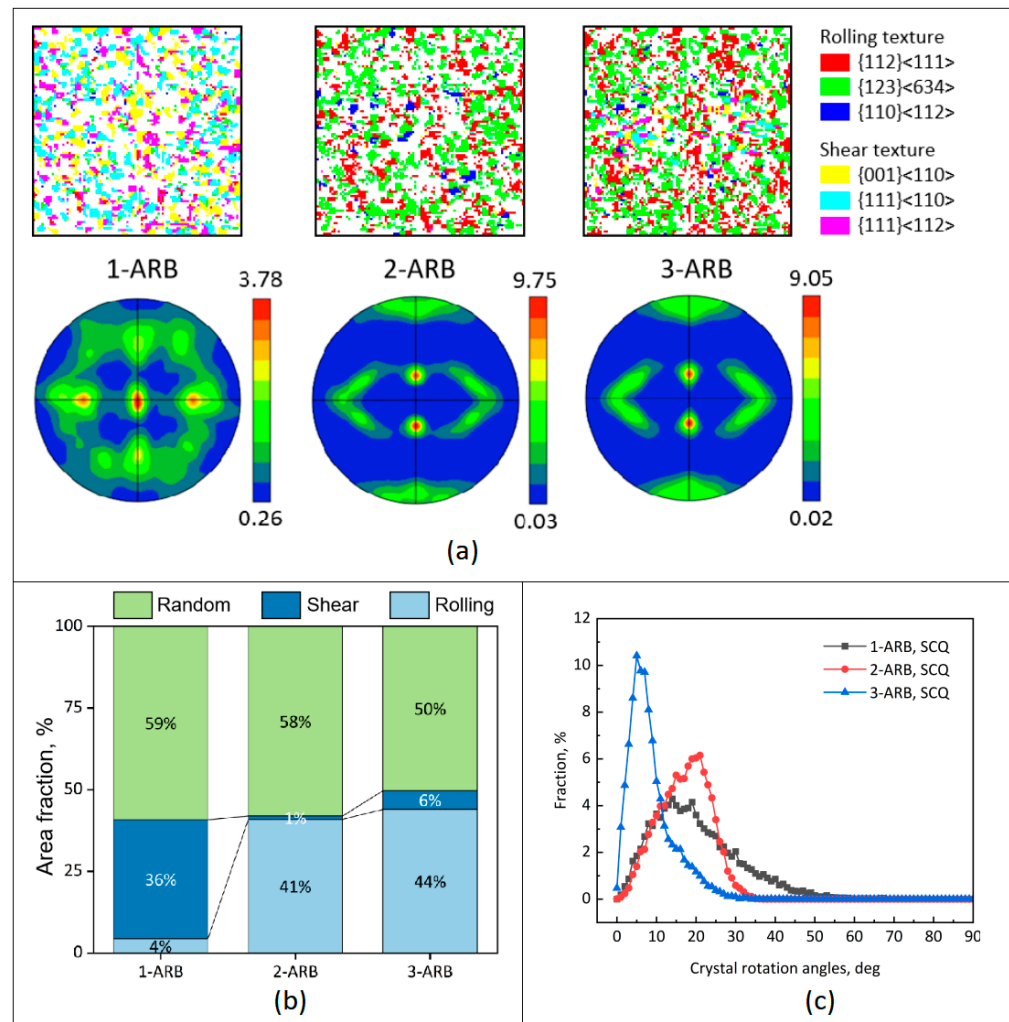 Rolling texture
{112}<111>
{123}<634>
{110}<112>
Shear texture
{001}<110>
{111}<110>
{111}<112>
1-ARB
2-ARB
3-ARB
3.78
0.26
9.75
0.03
9.05
0.02
(a)
Random
Shear
Rolling
100
75
50
25
0
Area fraction, %
59%
36%
4%
58%
1%
41%
50%
6%
44%
1-ARB
2-ARB
3-ARB
(b)
12
10
8
6
4
2
0
Fraction, %
1-ARB, SCQ
2-ARB, SCQ
3-ARB, SCQ
0 10 20 30 40 50 60 70 80 90
Crystal rotation angles, deg
(c)